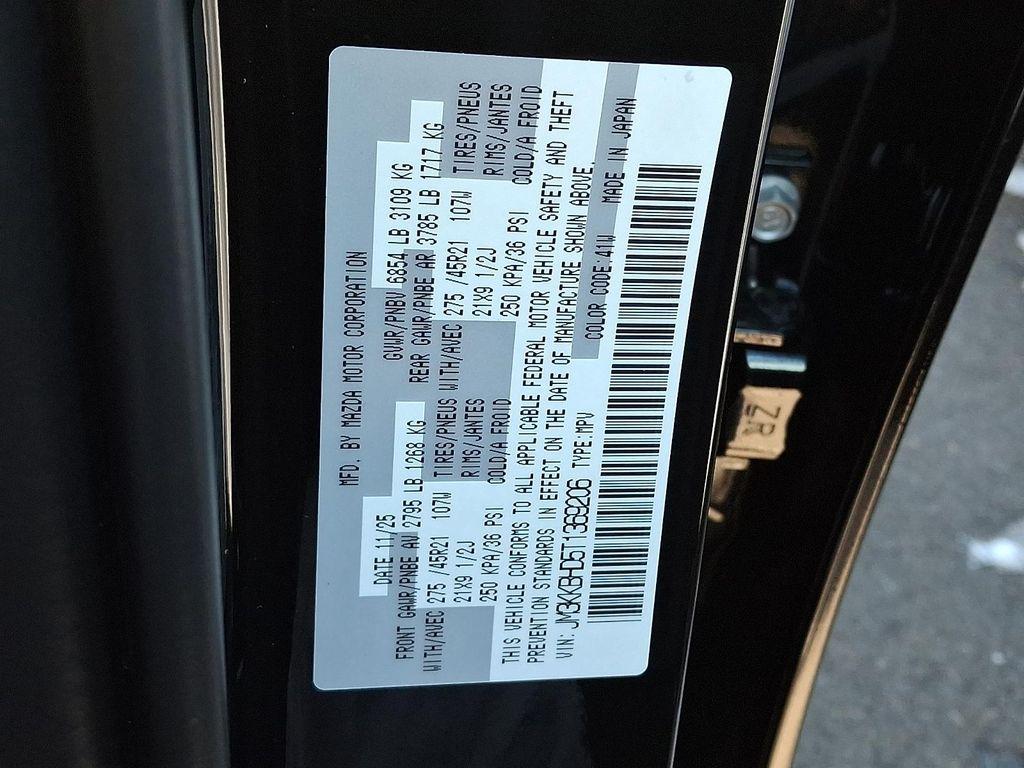 MFD. BY MAZDA MOTOR CORPORATION
DATE 11/25 GVWR/PNBV 6854 LB 3109 KG
FRONT GAWR/PNBE AV 2795 LB 1268 KG REAR GAWR/PNBE AR 3785 LB 1717 KG
WITH/AVEC 275 /45R21 107W TIRES/PNEUS WITH/AVEC 275 /45R21 107W TIRES/PNEUS
21X9 1/2J RIMS/JANTES 21X9 1/2J RIMS/JANTES
250 KPA/36 PSI COLD/A FROID 250 KPA/36 PSI COLD/A FROID
THIS VEHICLE CONFORMS TO ALL APPLICABLE FEDERAL MOTOR VEHICLE SAFETY AND THEFT
PREVENTION STANDARDS IN EFFECT ON THE DATE OF MANUFACTURE SHOWN ABOVE.
VIN: JM3KKBHD5T1369206 TYPE:MPV COLOR CODE:41W MADE IN JAPAN
ZR